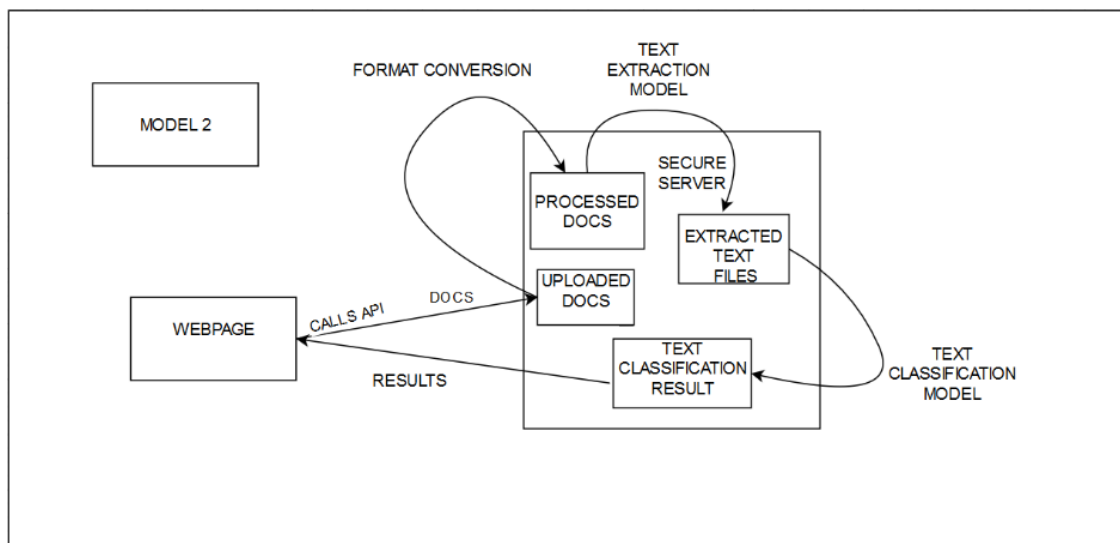 TEXT
EXTRACTION
MODEL
FORMAT CONVERSION
MODEL 2
SECURE
SERVER
PROCESSED
DOCS
EXTRACTED
TEXT
FILES
UPLOADED
DOCS
DOCS
CALLS API
WEBPAGE
TEXT
CLASSIFICATION
RESULT
RESULTS
TEXT
CLASSIFICATION
MODEL